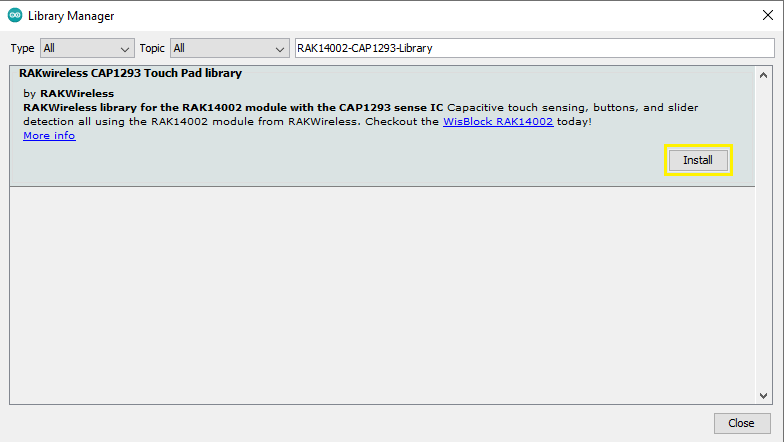 Library Manager
Type All Topic All RAK14002-CAP1293-Library
RAKwireless CAP1293 Touch Pad library
by RAKWireless
RAKWireless library for the RAK14002 module with the CAP1293 sense IC Capacitive touch sensing, buttons, and slider
detection all using the RAK14002 module from RAKWireless. Checkout the WisBlock RAK14002 today!
More info
Install
Close